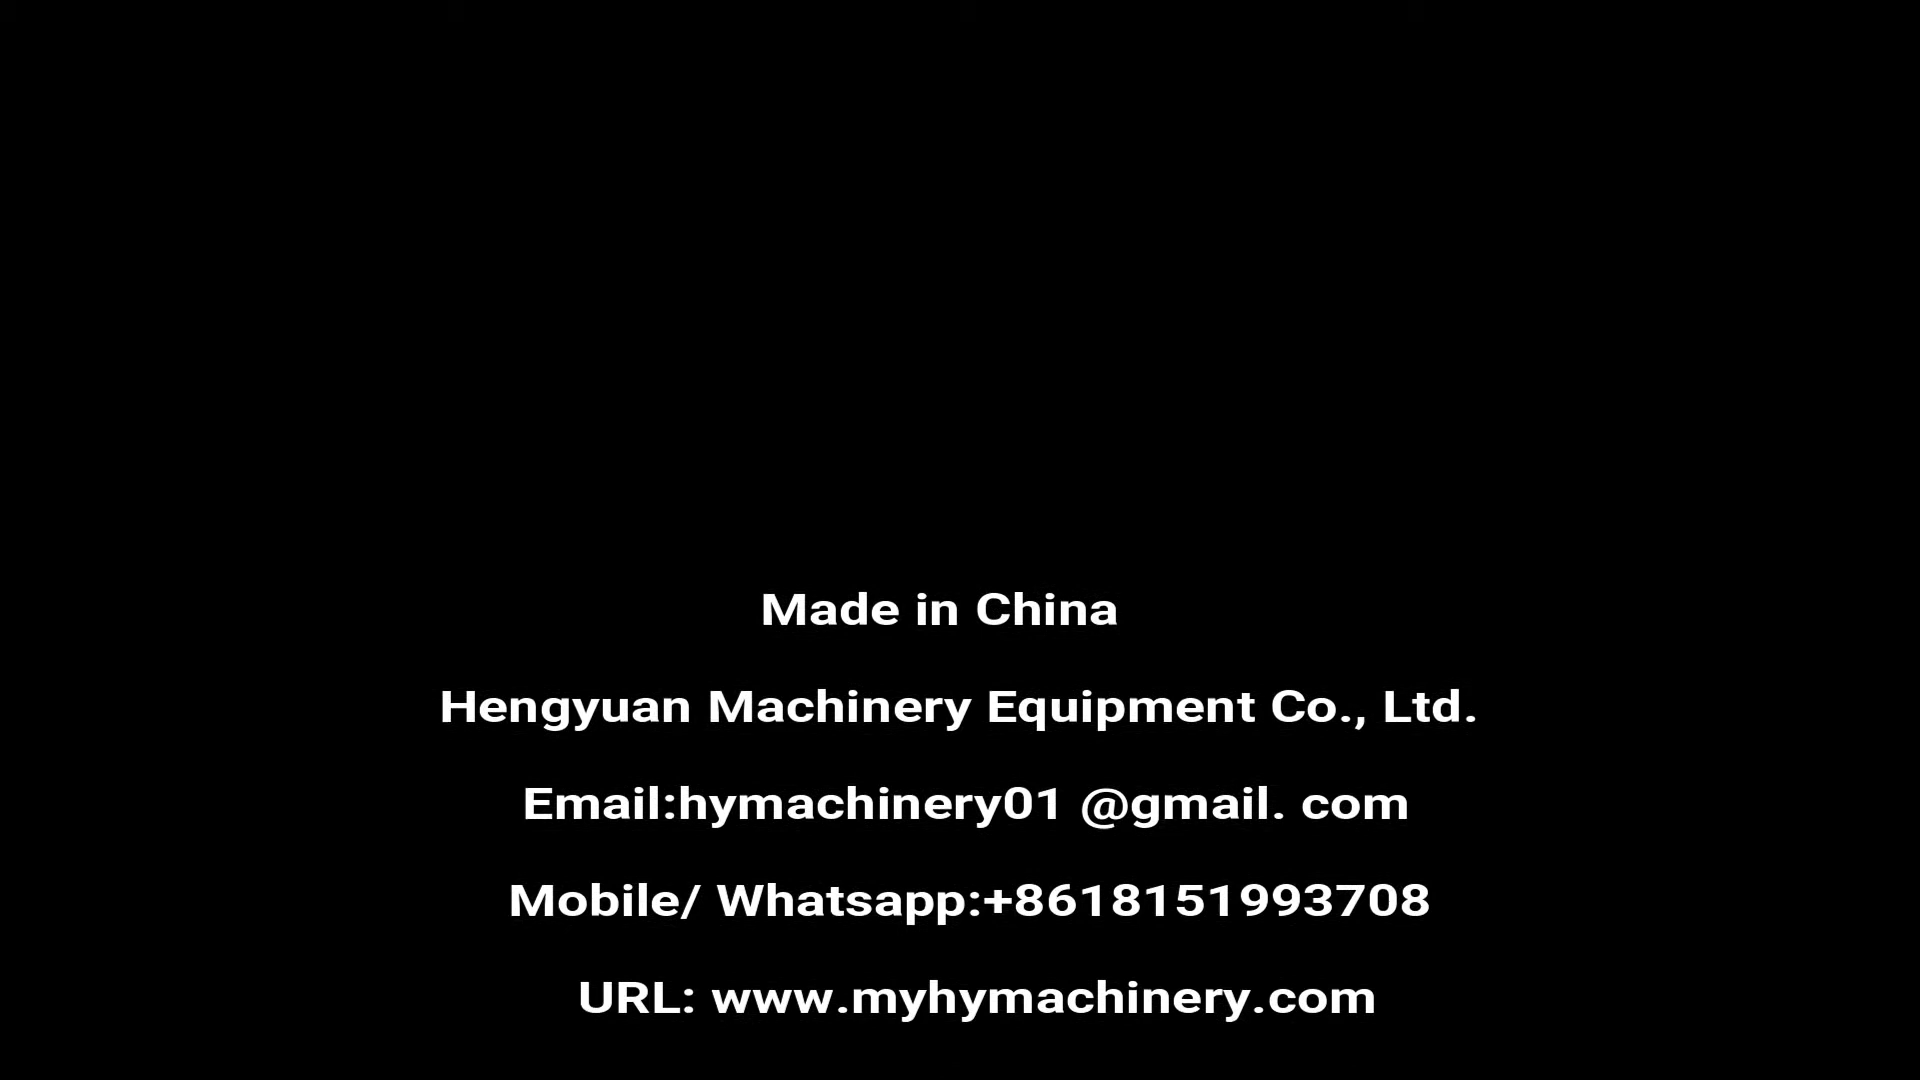 Made in China
Hengyuan Machinery Equipment Co., Ltd.
Email:hymachinery01 @gmail. com
Mobile/ Whatsapp:+8618151993708
URL: www.myhymachinery.com